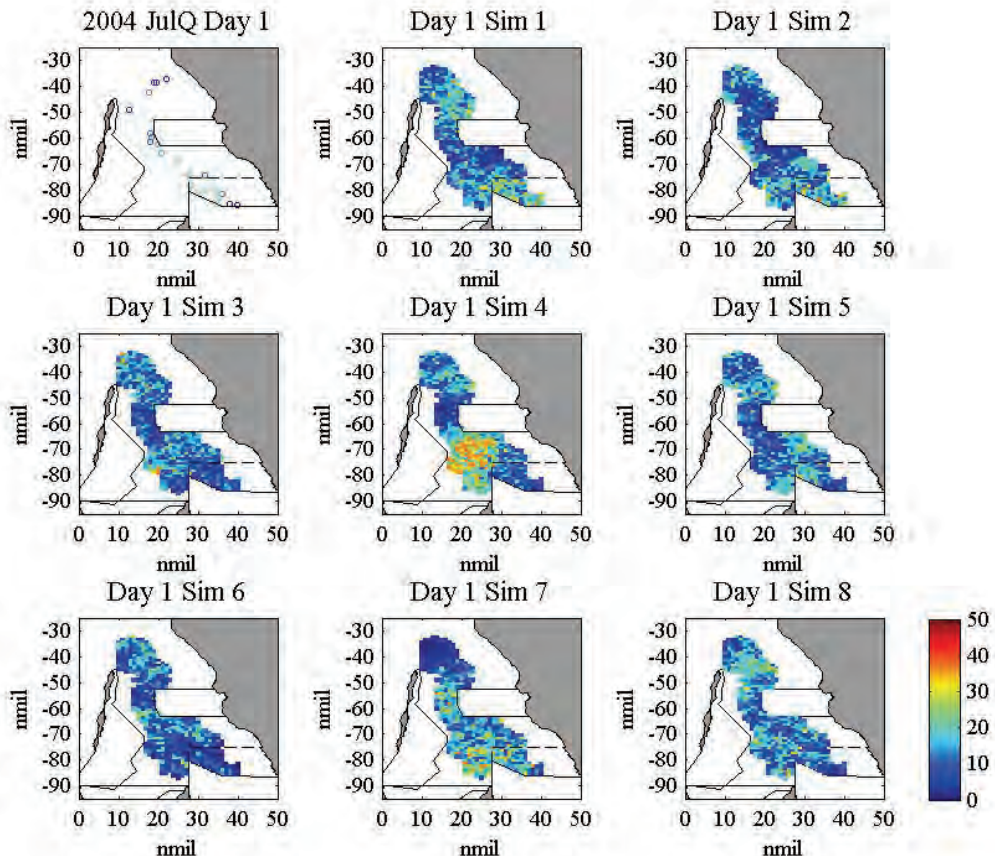 2004 JulQ Day 1
Day 1 Sim 1
Day 1 Sim 2
-30
-40
-50
-60
-70
-80
-90
nmil
0 10 20 30 40 50
nmil
-30
-40
-50
-60
-70
-80
-90
nmil
0 10 20 30 40 50
nmil
-30
-40
-50
-60
-70
-80
-90
nmil
0 10 20 30 40 50
nmil
Day 1 Sim 3
Day 1 Sim 4
Day 1 Sim 5
-30
-40
-50
-60
-70
-80
-90
nmil
0 10 20 30 40 50
nmil
-30
-40
-50
-60
-70
-80
-90
nmil
0 10 20 30 40 50
nmil
-30
-40
-50
-60
-70
-80
-90
nmil
0 10 20 30 40 50
nmil
Day 1 Sim 6
Day 1 Sim 7
Day 1 Sim 8
-30
-40
-50
-60
-70
-80
-90
nmil
0 10 20 30 40 50
nmil
-30
-40
-50
-60
-70
-80
-90
nmil
0 10 20 30 40 50
nmil
-30
-40
-50
-60
-70
-80
-90
nmil
0 10 20 30 40 50
nmil
50
40
30
20
10
0